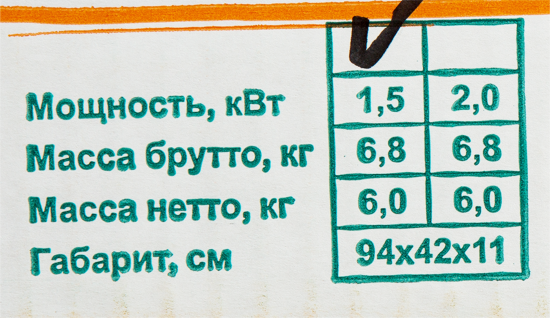 Мощность, кВт 1,5 2,0
Масса брутто, кг 6,8 6,8
Масса нетто, кг 6,0 6,0
Габарит, см 94x42x11